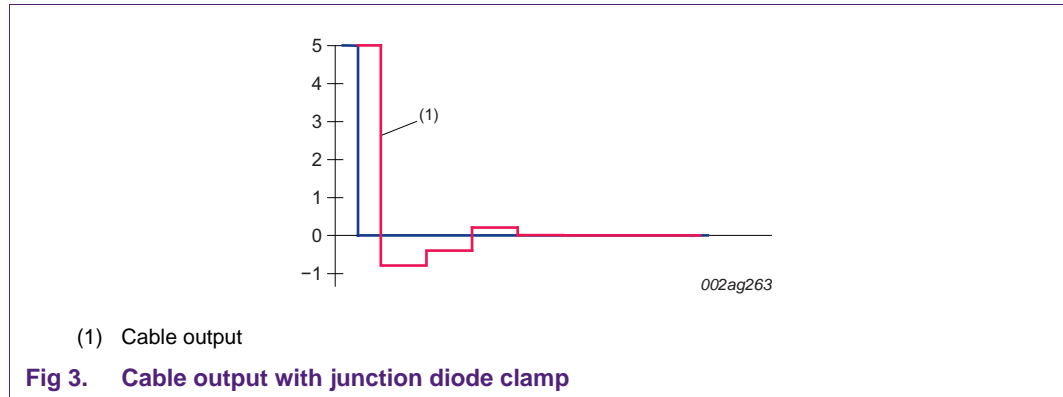 5
4
3
(1)
2
1
0
−1
002ag263
(1) Cable output
Fig 3. Cable output with junction diode clamp